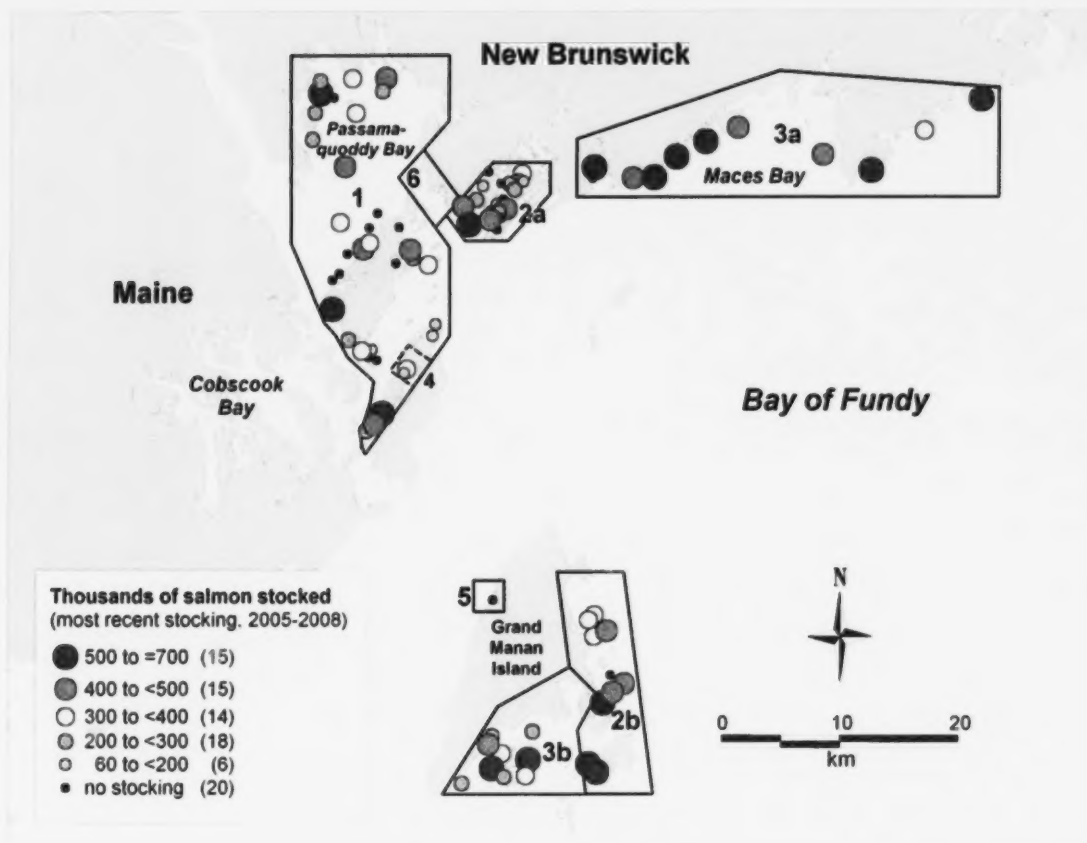 New Brunswick
Passama-
quoddy Bay
3a
Maces Bay
6
1
2a
Maine
4
Cobscook
Bay
Bay of Fundy
Thousands of salmon stocked
(most recent stocking, 2005-2008)
500 to =700 (15)
400 to <500 (15)
300 to <400 (14)
200 to <300 (18)
60 to <200 (6)
no stocking (20)
5
Grand
Manan
Island
2b
3b
N
0 10 20
km